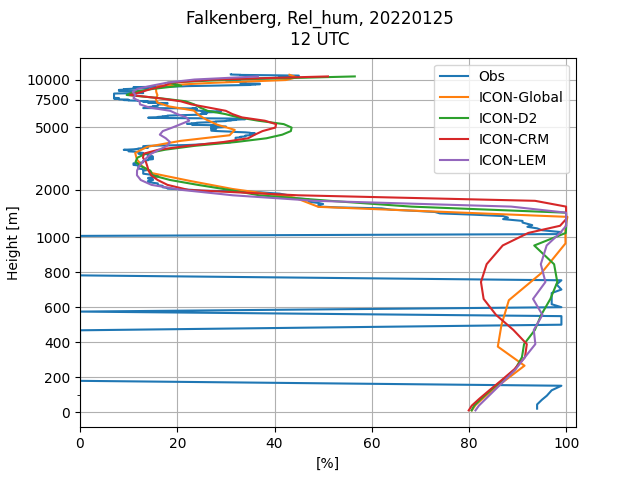 Falkenberg, Rel_hum, 20220125
12 UTC
10000
7500
5000
2000
1000
800
600
400
200
0
Height [m]
0
20
40
60
80
100
[%]
Obs
ICON-Global
ICON-D2
ICON-CRM
ICON-LEM